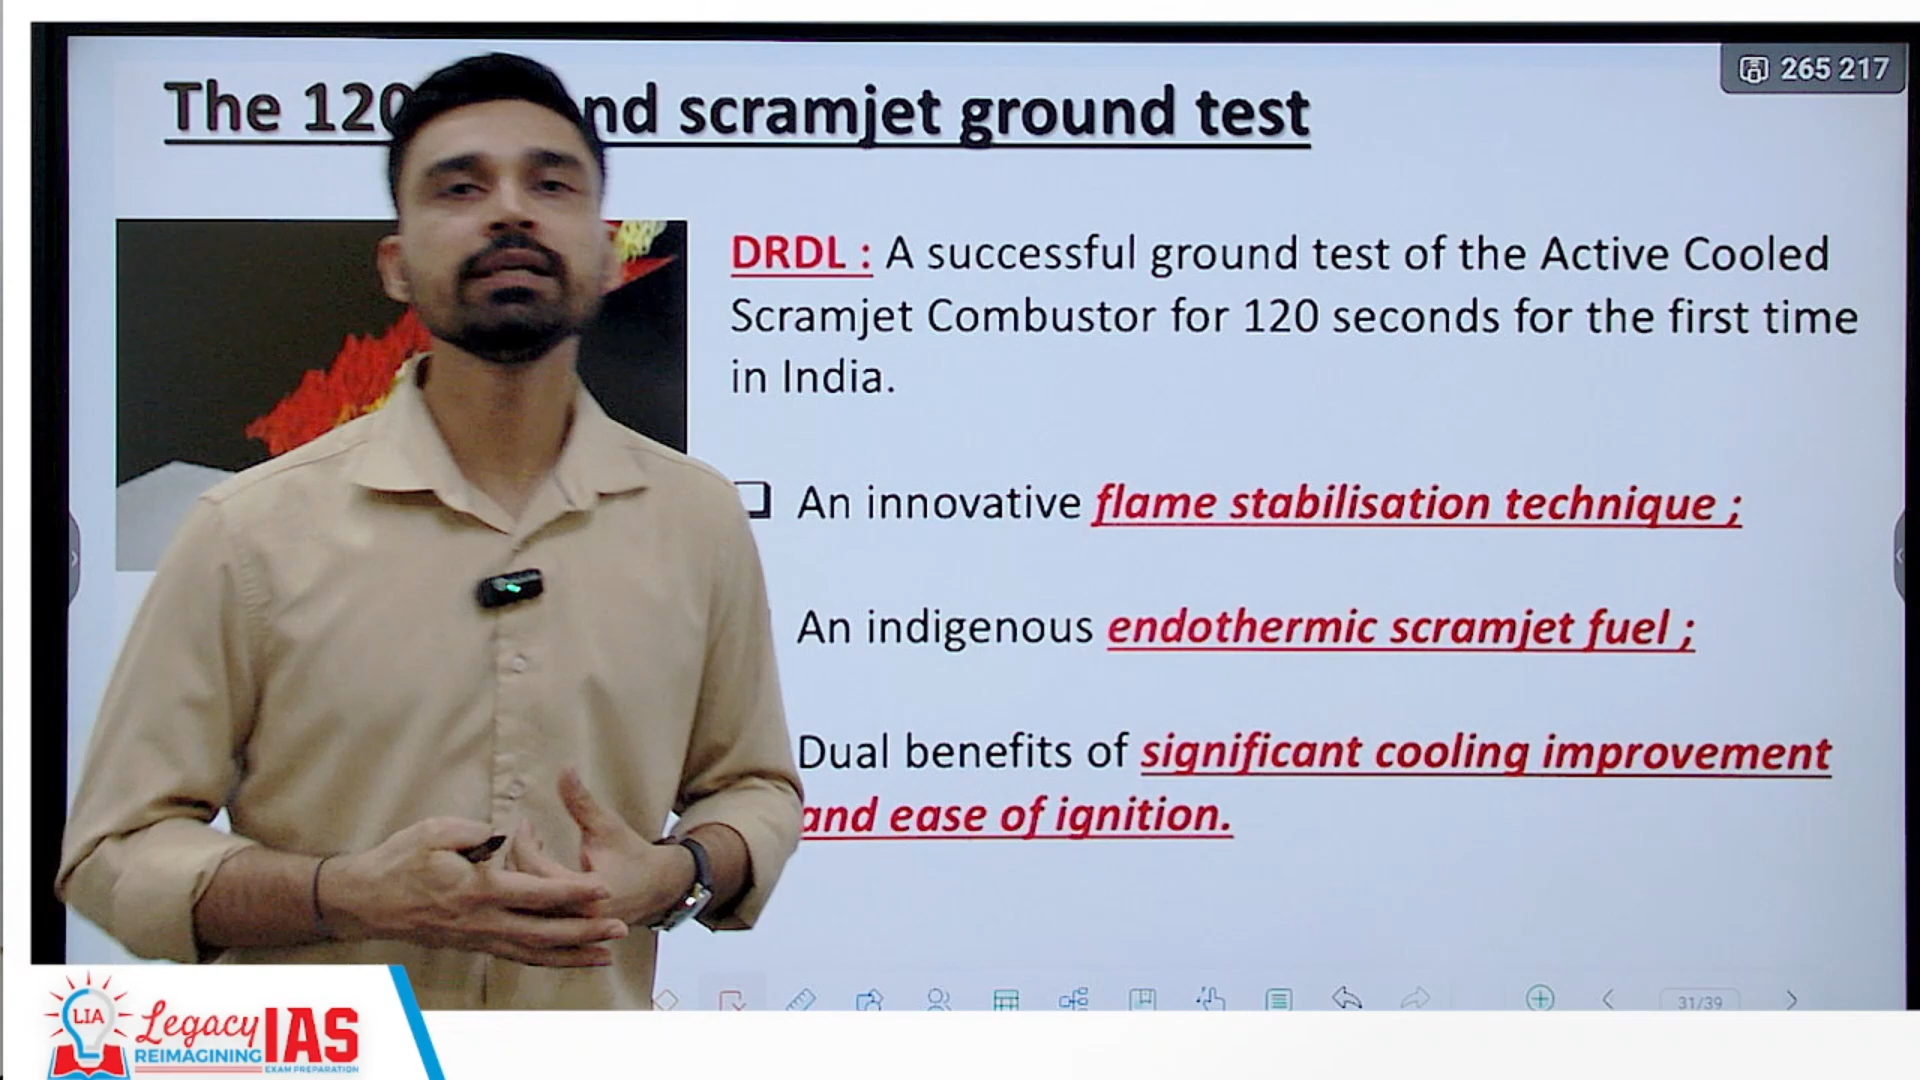 265 217
The 120 nd scramjet ground test
DRDL : A successful ground test of the Active Cooled
Scramjet Combustor for 120 seconds for the first time
in India.
An innovative flame stabilisation technique ;
An indigenous endothermic scramjet fuel ;
Dual benefits of significant cooling improvement
and ease of ignition.
31/39
LIA
Legacy IAS
REIMAGINING
EXAM PREPARATION